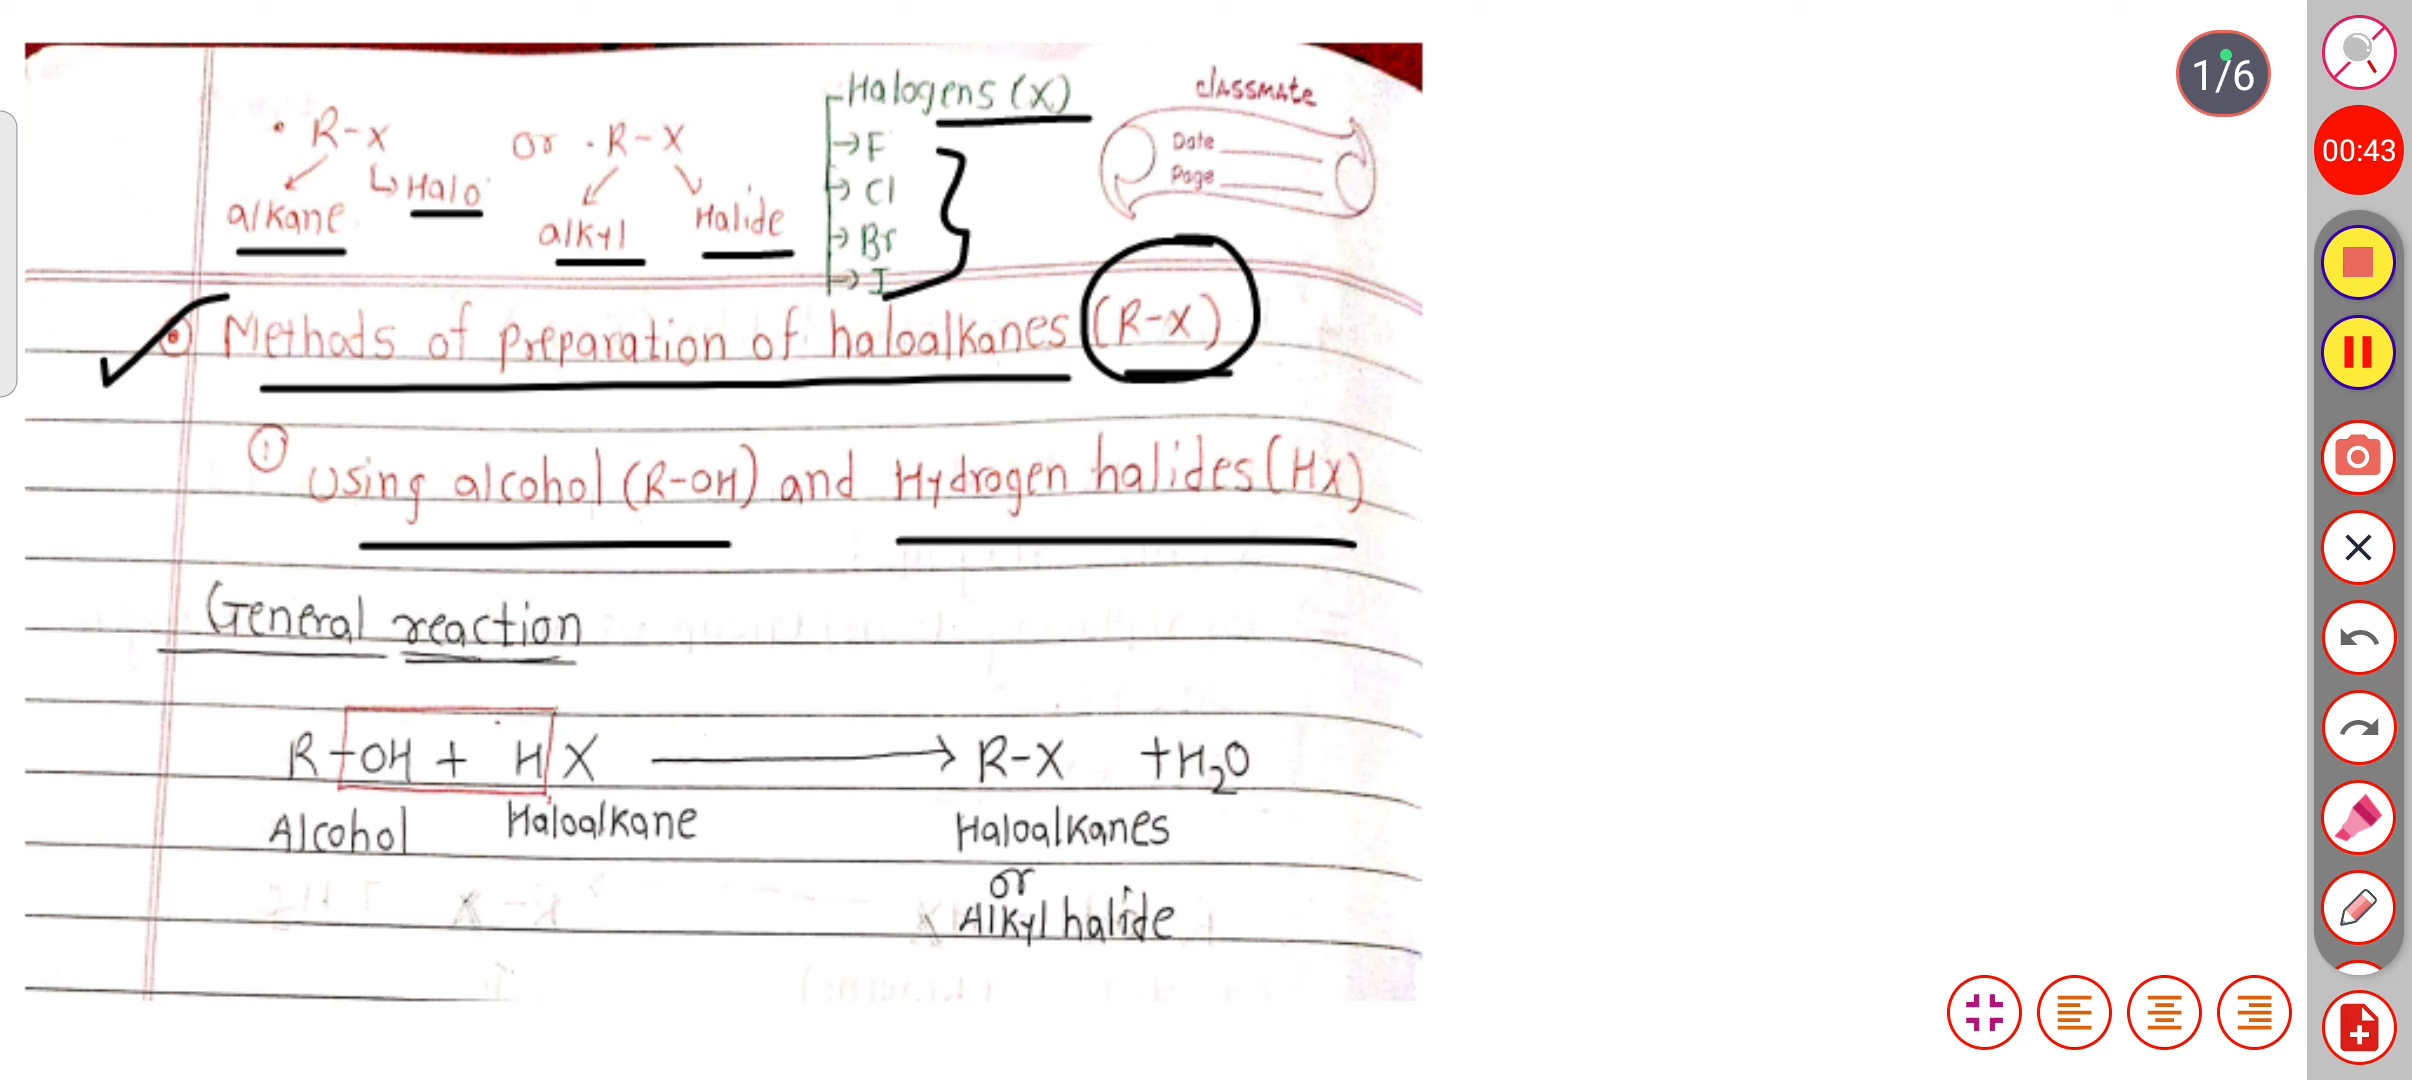 Halogens (X)
classmate
• R-X or • R-X
→ F
Date
Halo
Page
→ Cl
alkane alkyl Halide
→ Br
→ I
Methods of preparation of haloalkanes (R-X)
① Using alcohol (R-OH) and Hydrogen halides (HX)
General reaction
R-OH + HX → R-X + H₂O
Alcohol Haloalkane Haloalkanes
or
Alkyl halide
1/6
00:43